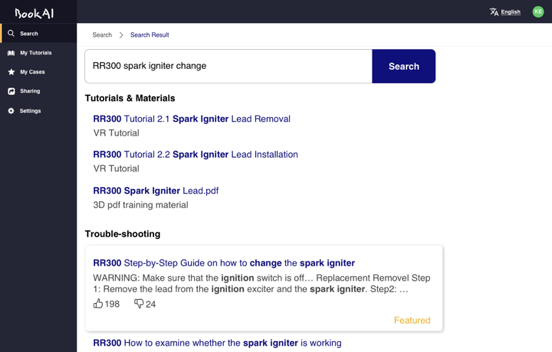 BookAI
English
KE
Search
My Tutorials
My Cases
Sharing
Settings
Search
Search Result
RR300 spark igniter change
Search
Tutorials & Materials
RR300 Tutorial 2.1 Spark Igniter Lead Removal
VR Tutorial
RR300 Tutorial 2.2 Spark Igniter Lead Installation
VR Tutorial
RR300 Spark Igniter Lead.pdf
3D pdf training material
Trouble-shooting
RR300 Step-by-Step Guide on how to change the spark igniter
WARNING: Make sure that the ignition switch is off… Replacement Removel Step
1: Remove the lead from the ignition exciter and the spark igniter. Step2: …
198
24
Featured
RR300 How to examine whether the spark igniter is working